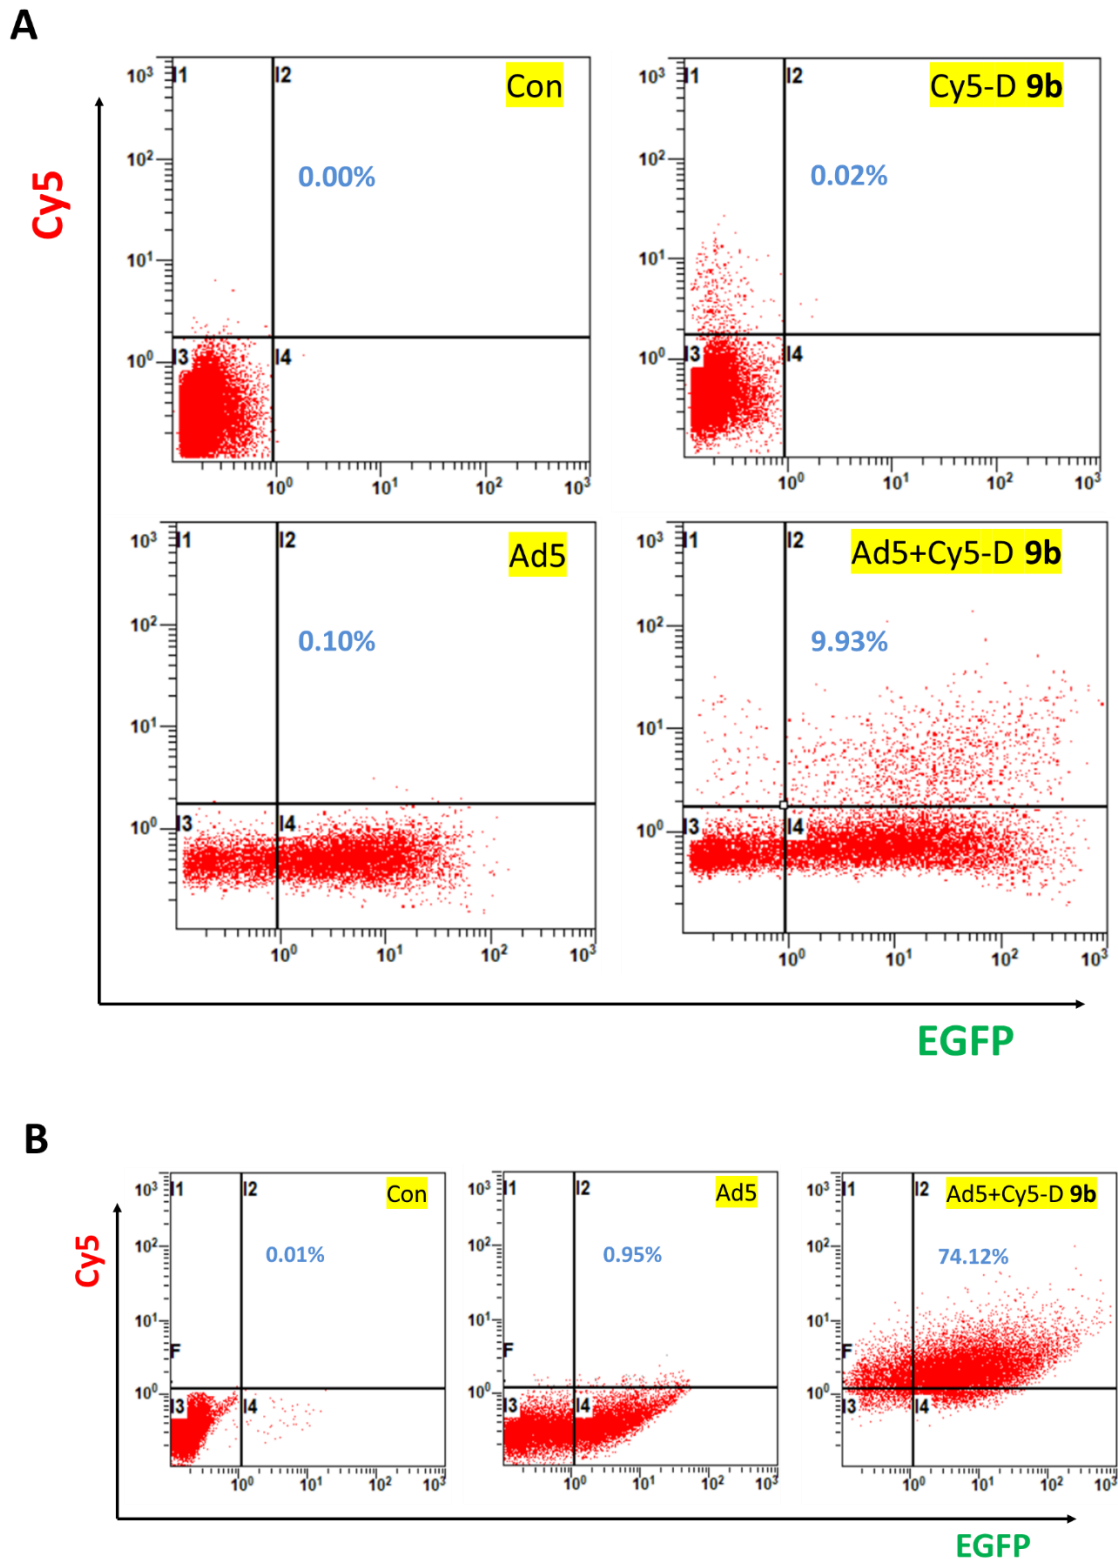 A
Cy5
10³ I1 I2 Con
10² 0.00%
10¹
10⁰ I3 I4
10⁰ 10¹ 10² 10³
10³ I1 I2 Cy5-D 9b
10² 0.02%
10¹
10⁰ I3 I4
10⁰ 10¹ 10² 10³
10³ I1 I2 Ad5
10² 0.10%
10¹
10⁰ I3 I4
10⁰ 10¹ 10² 10³
10³ I1 I2 Ad5+Cy5-D 9b
10² 9.93%
10¹
10⁰ I3 I4
10⁰ 10¹ 10² 10³
EGFP
B
Cy5
10³ I1 I2 Con
10² 0.01%
10¹
F
10⁰ I3 I4
10⁰ 10¹ 10² 10³
10³ I1 I2 Ad5
10² 0.95%
10¹
F
10⁰ I3 I4
10⁰ 10¹ 10² 10³
10³ I1 I2 Ad5+Cy5-D 9b
10² 74.12%
10¹
F
10⁰ I3 I4
10⁰ 10¹ 10² 10³
EGFP